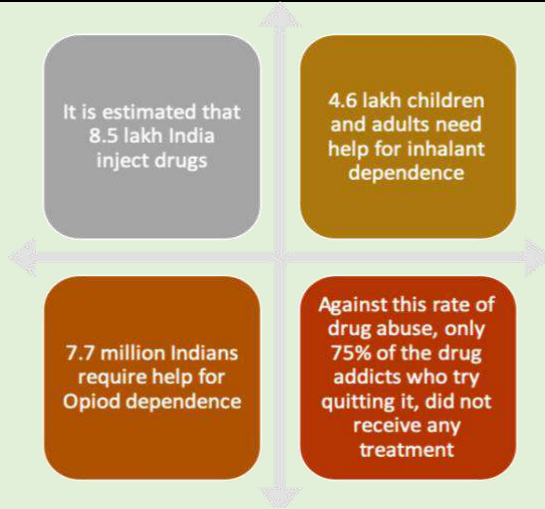 It is estimated that
8.5 lakh India
inject drugs
4.6 lakh children
and adults need
help for inhalant
dependence
7.7 million Indians
require help for
Opiod dependence
Against this rate of
drug abuse, only
75% of the drug
addicts who try
quitting it, did not
receive any
treatment